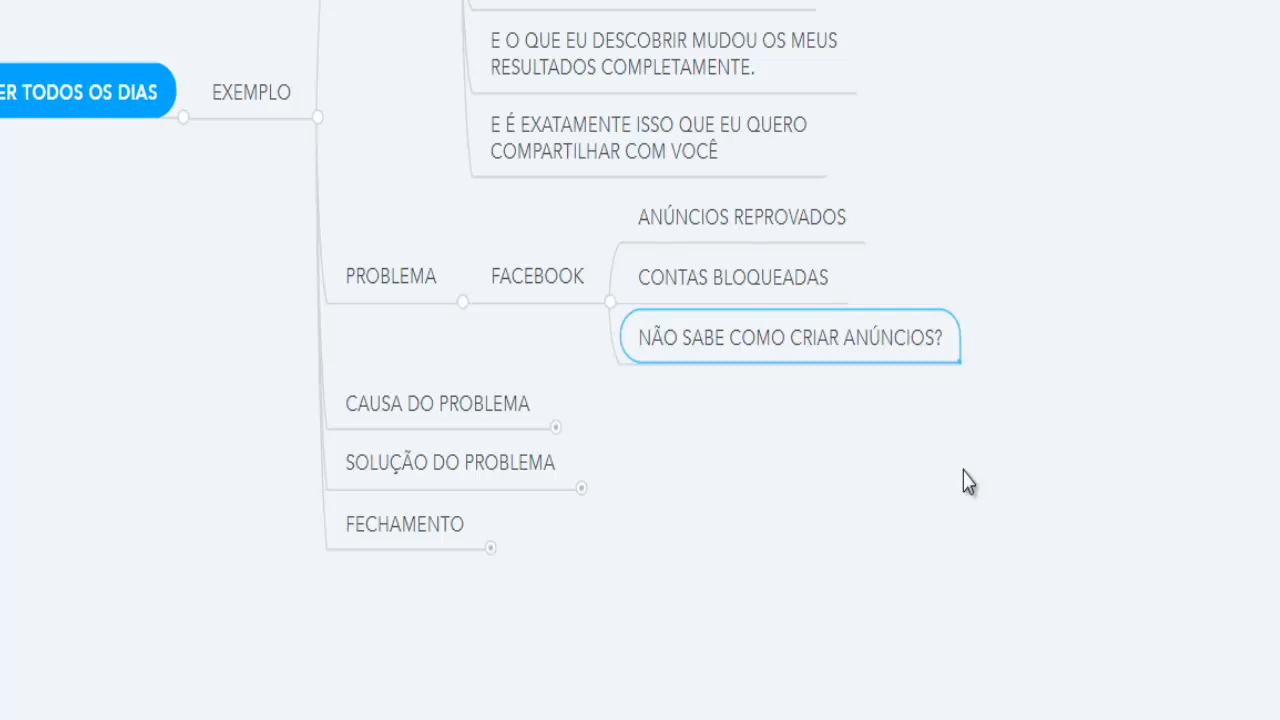 E O QUE EU DESCOBRIR MUDOU OS MEUS
RESULTADOS COMPLETAMENTE.
ER TODOS OS DIAS
EXEMPLO
E É EXATAMENTE ISSO QUE EU QUERO
COMPARTILHAR COM VOCÊ
ANÚNCIOS REPROVADOS
PROBLEMA
FACEBOOK
CONTAS BLOQUEADAS
NÃO SABE COMO CRIAR ANÚNCIOS?
CAUSA DO PROBLEMA
SOLUÇÃO DO PROBLEMA
FECHAMENTO